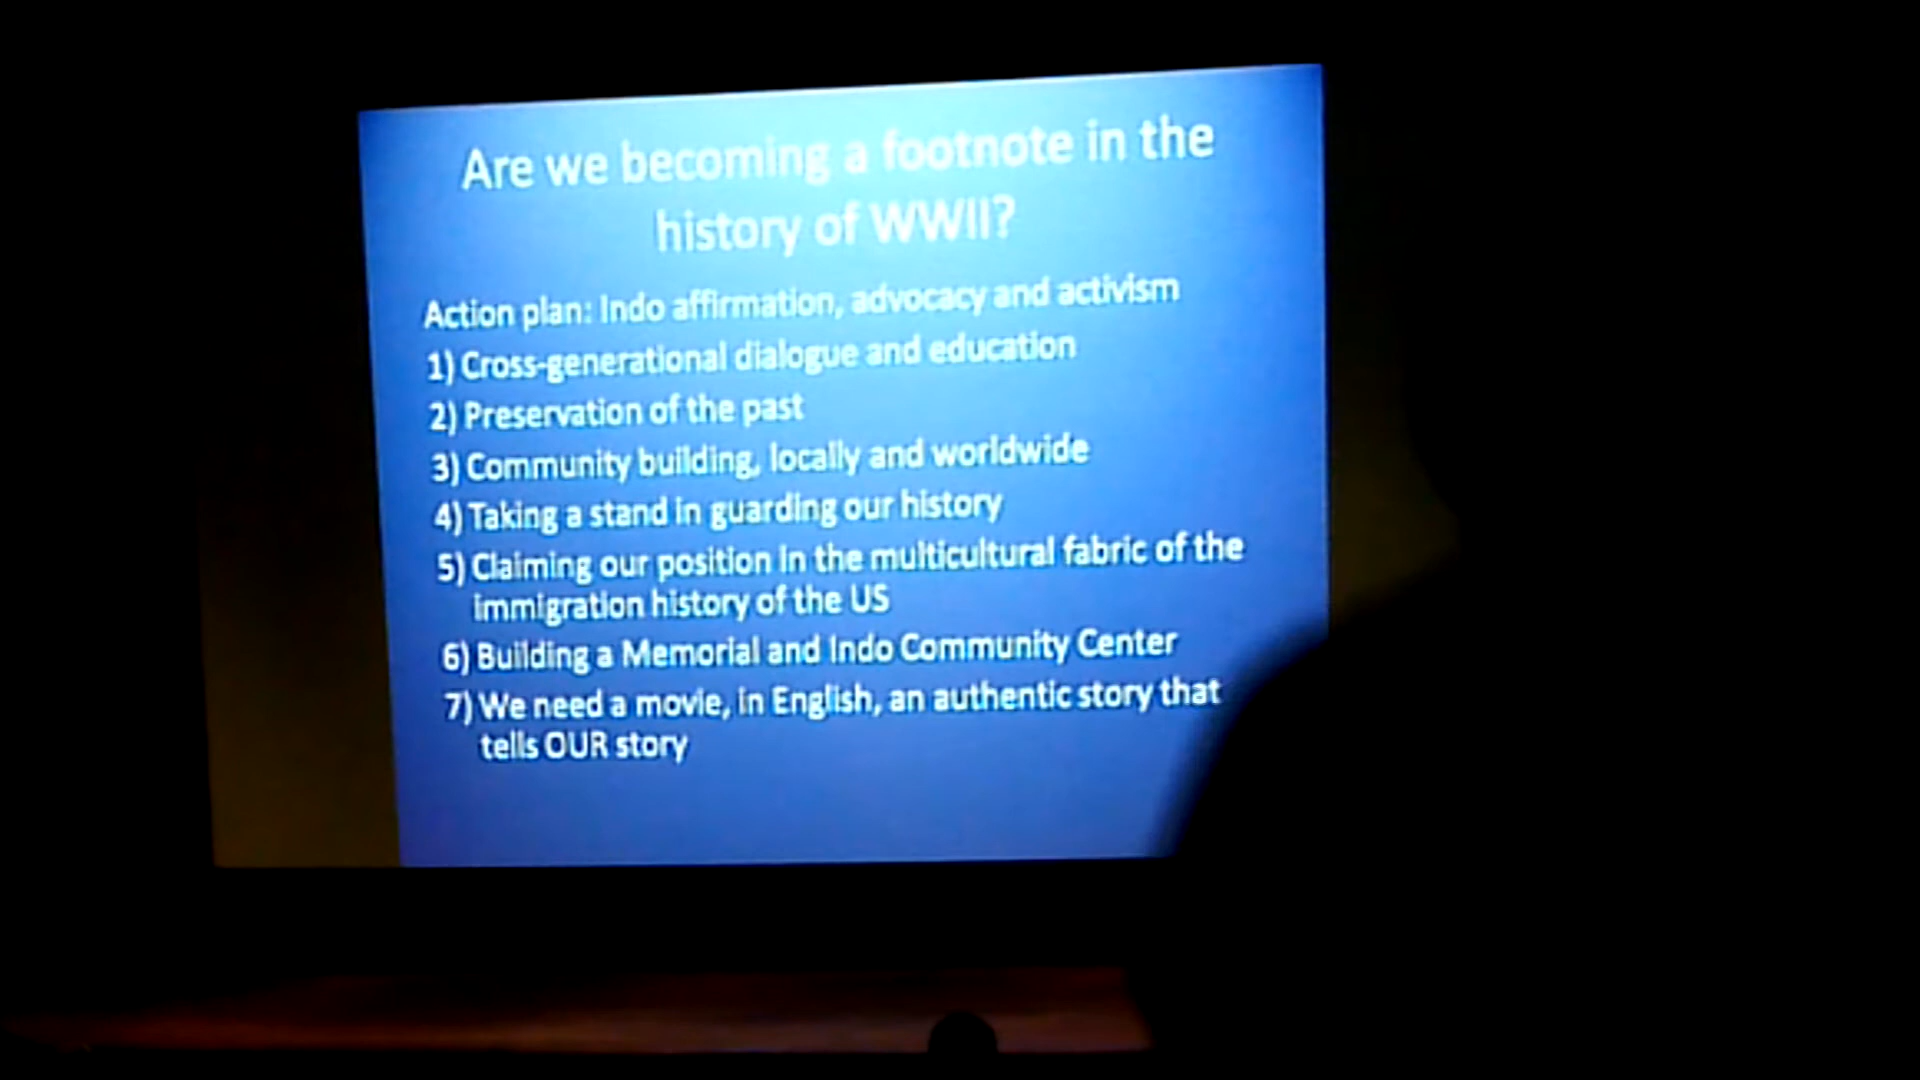 Are we becoming a footnote in the
history of WWII?
Action plan: Indo affirmation, advocacy and activism
1) Cross-generational dialogue and education
2) Preservation of the past
3) Community building, locally and worldwide
4) Taking a stand in guarding our history
5) Claiming our position in the multicultural fabric of the
immigration history of the US
6) Building a Memorial and Indo Community Center
7) We need a movie, in English, an authentic story that
tells OUR story